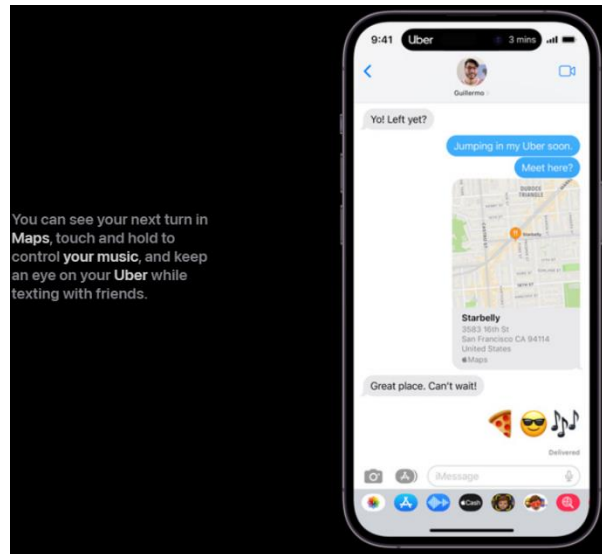 You can see your next turn in
Maps, touch and hold to
control your music, and keep
an eye on your Uber while
texting with friends.
9:41 Uber 3 mins
Guillermo
Yo! Left yet?
Jumping in my Uber soon.
Meet here?
DUBOCE
TRIANGLE
Starbelly
Starbelly
3583 16th St
San Francisco CA 94114
United States
Maps
Great place. Can't wait!
Delivered
iMessage
Cash